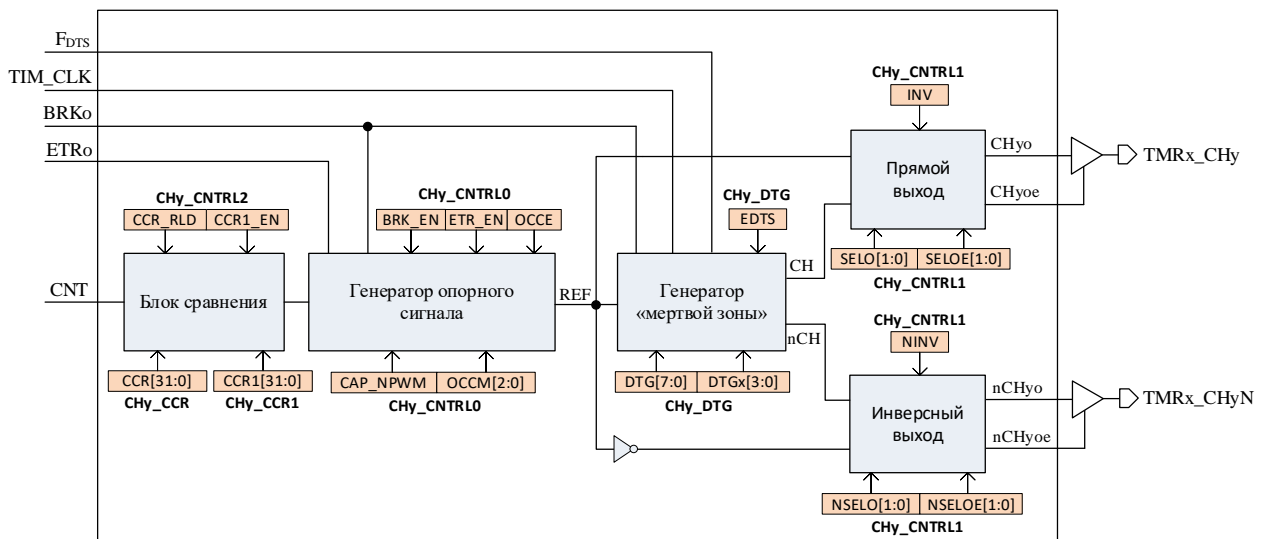 FDTS
TIM_CLK
BRKo
ETRo
CNT
CHy_CNTRL2
CCR_RLD CCR1_EN
Блок сравнения
CCR[31:0] CCR1[31:0]
CHy_CCR CHy_CCR1
CHy_CNTRL0
BRK_EN ETR_EN OCCE
Генератор опорного
сигнала
CAP_NPWM OCCM[2:0]
CHy_CNTRL0
REF
CHy_DTG
EDTS
Генератор
«мертвой зоны»
DTG[7:0] DTGx[3:0]
CHy_DTG
CH
nCH
CHy_CNTRL1
INV
Прямой
выход
SELO[1:0] SELOE[1:0]
CHy_CNTRL1
CHyo
CHyoe
TMRx_CHy
CHy_CNTRL1
NINV
Инверсный
выход
NSELO[1:0] NSELOE[1:0]
CHy_CNTRL1
nCHyo
nCHyoe
TMRx_CHyN